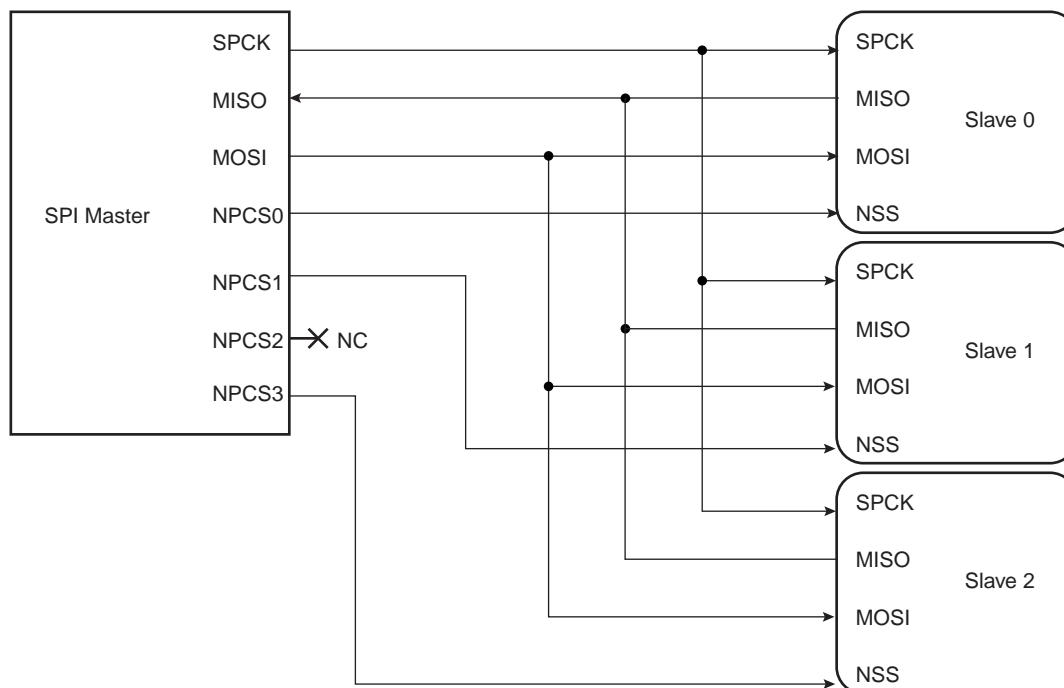 SPI Master
SPCK
MISO
MOSI
NPCS0
NPCS1
NPCS2
NC
NPCS3
SPCK
MISO
Slave 0
MOSI
NSS
SPCK
MISO
Slave 1
MOSI
NSS
SPCK
MISO
Slave 2
MOSI
NSS